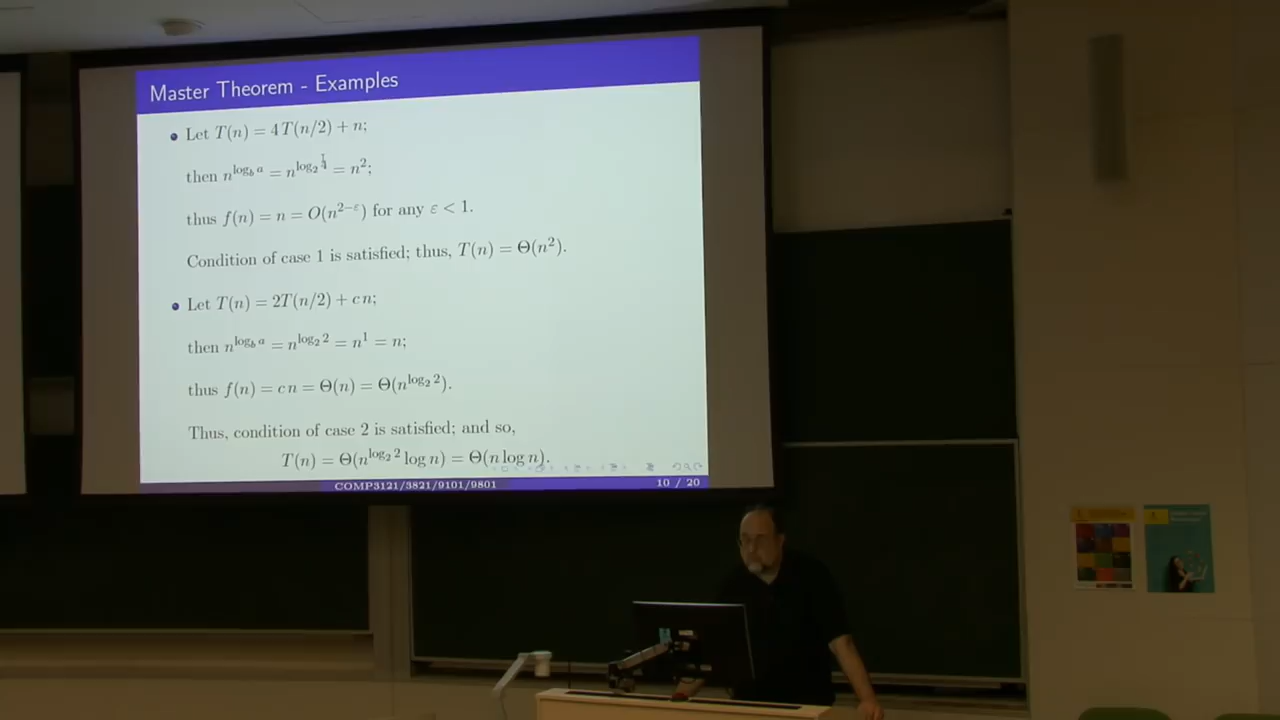 Master Theorem - Examples
Let T(n) = 4T(n/2) + n;
then n^{log_b a} = n^{log_2 4} = n^2;
thus f(n) = n = O(n^{2−ε}) for any ε < 1.
Condition of case 1 is satisfied; thus, T(n) = Θ(n^2).
Let T(n) = 2T(n/2) + c n;
then n^{log_b a} = n^{log_2 2} = n^1 = n;
thus f(n) = c n = Θ(n) = Θ(n^{log_2 2}).
Thus, condition of case 2 is satisfied; and so,
T(n) = Θ(n^{log_2 2} log n) = Θ(n log n).
COMP3121/3821/9101/9801 10 / 20